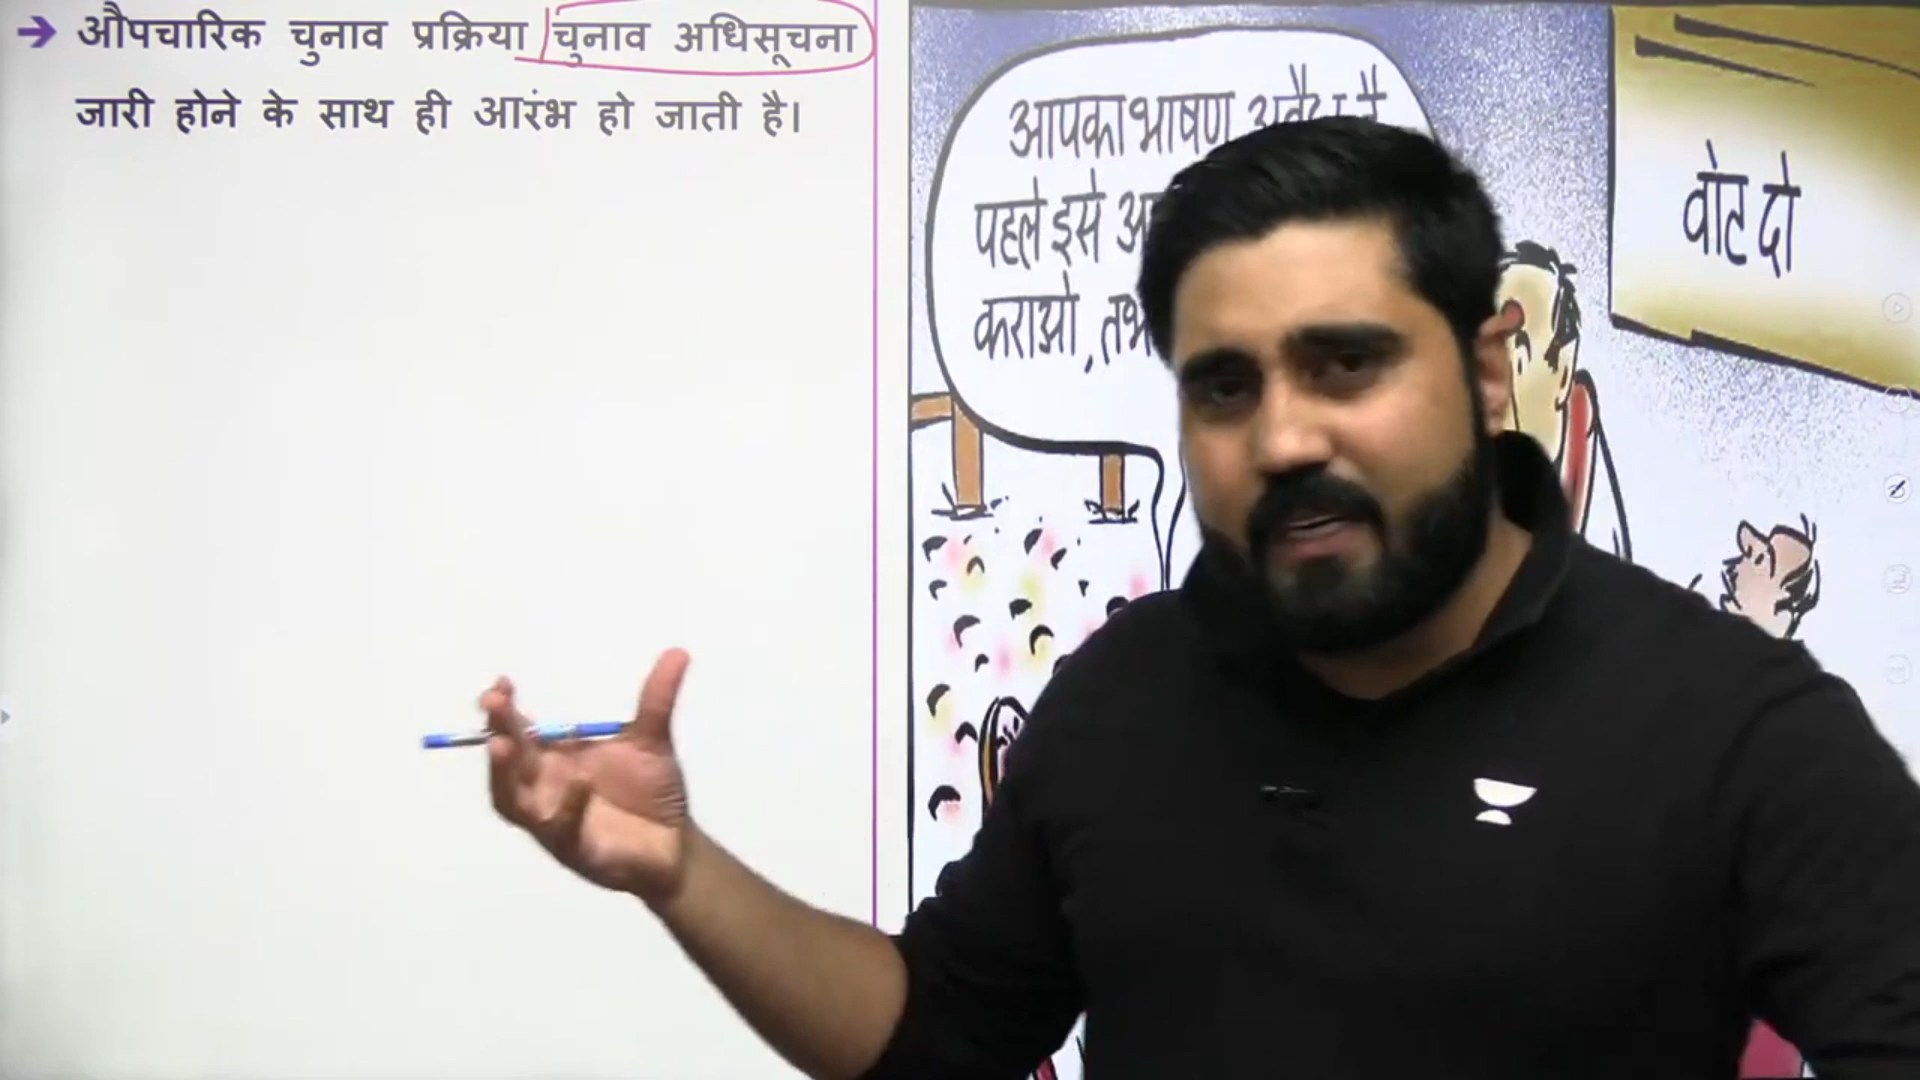 औपचारिक चुनाव प्रक्रिया चुनाव अधिसूचना
जारी होने के साथ ही आरंभ हो जाती है।
आपका भाषण
पहले इसे
कराओ,
वोट दो